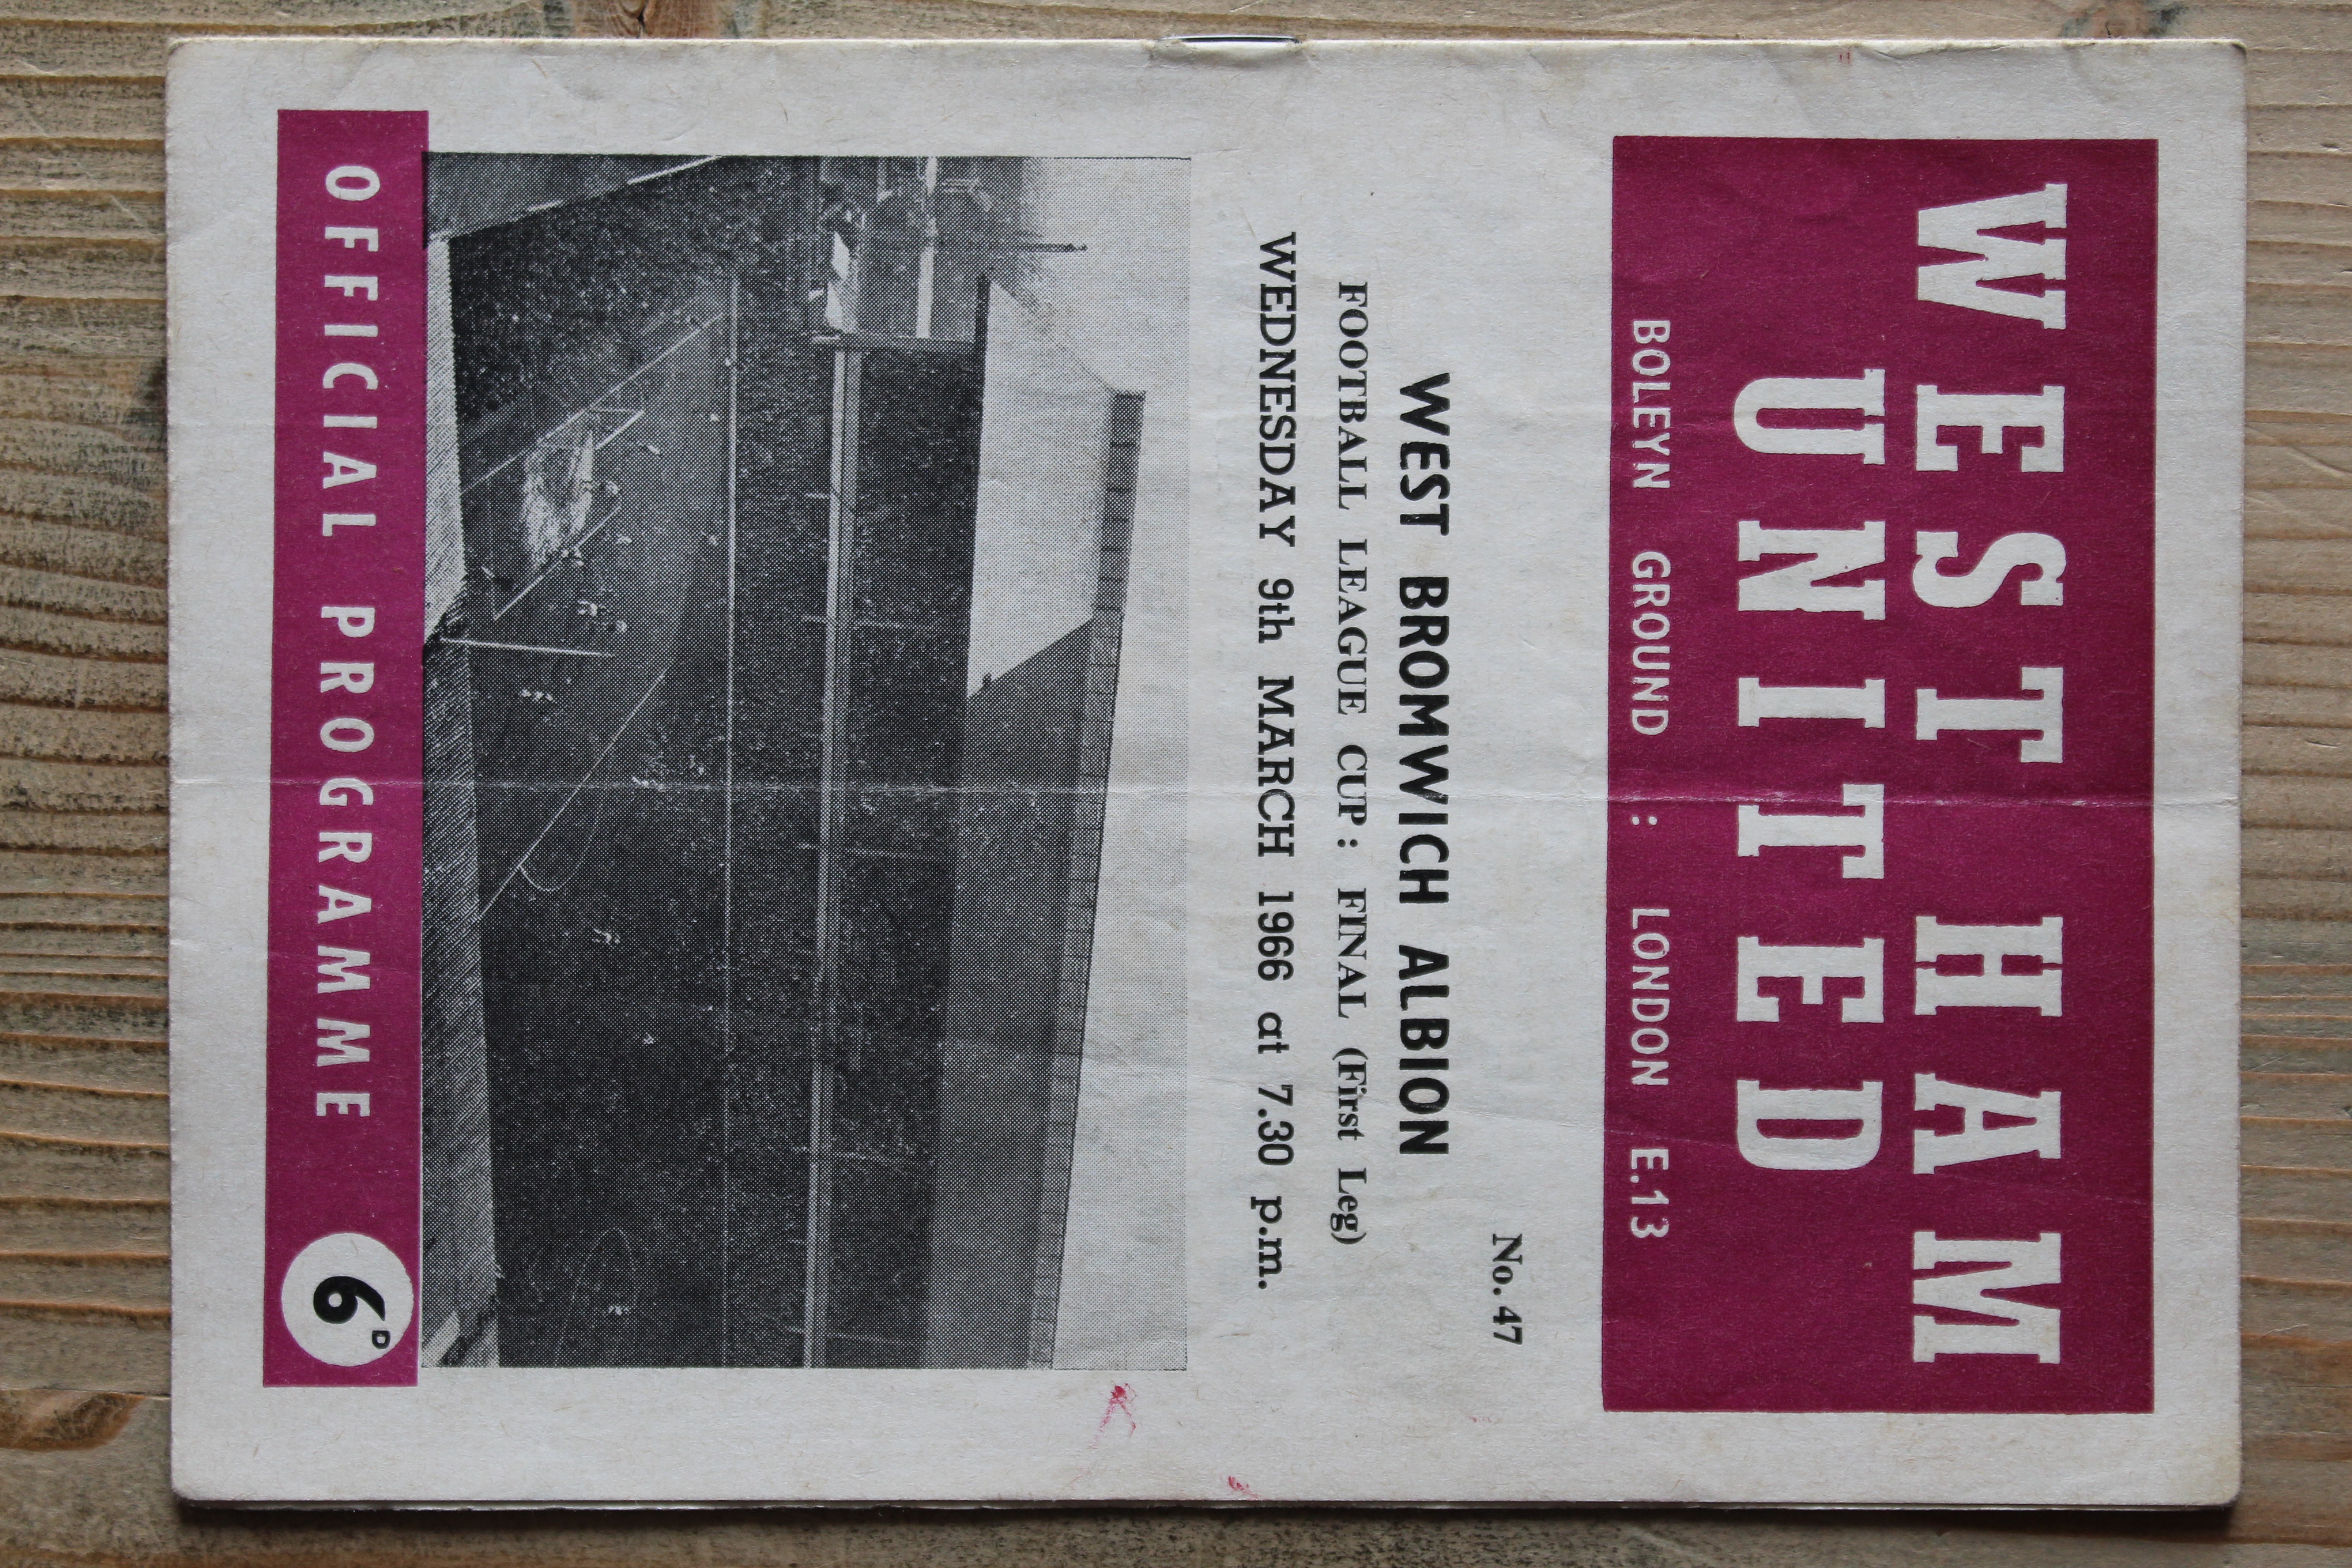 WEST HAM
UNITED
BOLEYN GROUND : LONDON E.13
No. 47
WEST BROMWICH ALBION
FOOTBALL LEAGUE CUP : FINAL (First Leg)
WEDNESDAY 9th MARCH 1966 at 7.30 p.m.
OFFICIAL PROGRAMME 6D